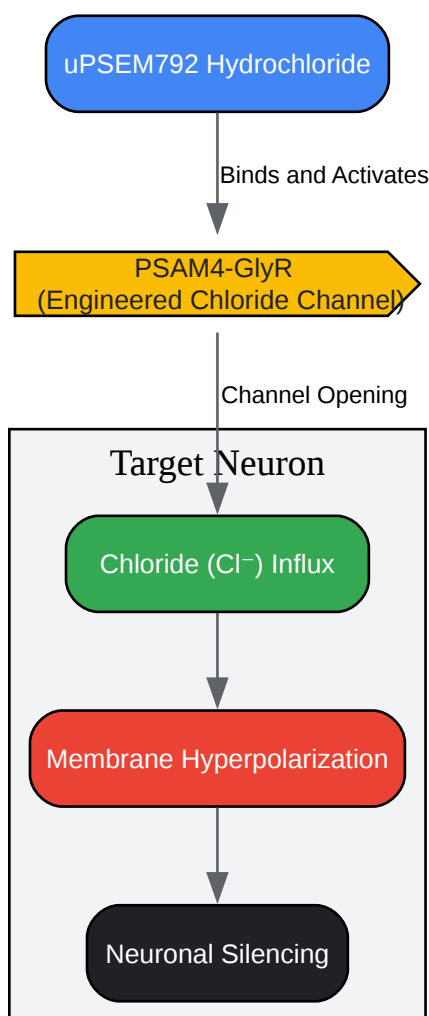 uPSEM792 Hydrochloride
Binds and Activates
PSAM4-GlyR
(Engineered Chloride Channel)
Channel Opening
Target Neuron
Chloride (Cl⁻) Influx
Membrane Hyperpolarization
Neuronal Silencing